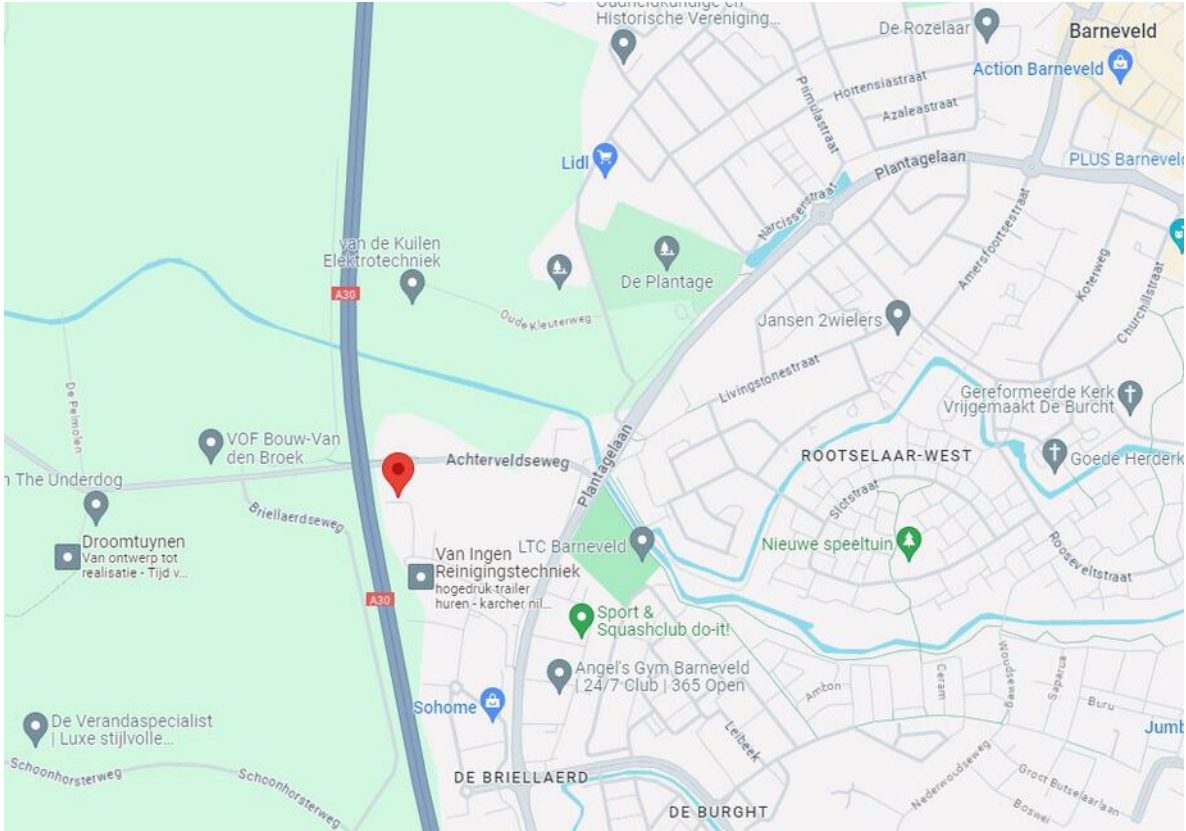 Oudheidkundige en
Historische Vereniging...
De Rozelaar
Barneveld
Action Barneveld
Hortensiastraat
Primulastraat
Azaleastraat
Lidl
Plantagelaan
PLUS Barneveld
Narcissenstraat
Amersfoortsestraat
van de Kuilen
Elektrotechniek
De Plantage
Koterweg
Churchillstraat
A30
Oude Kleuterweg
Jansen 2wielers
Livingstonestraat
De Pelmolen
Gereformeerde Kerk
Vrijgemaakt De Burcht
VOF Bouw-Van
den Broek
Achterveldseweg
Plantagelaan
ROOTSELAAR-WEST
Goede Herderk
n The Underdog
Briellaerdseweg
Slotstraat
Droomtuynen
Van ontwerp tot
realisatie - Tijd v...
Van Ingen
Reinigingstechniek
hogedruk trailer
huren - karcher nil...
LTC Barneveld
Nieuwe speeltuin
Rooseveltstraat
A30
Sport &
Squashclub do-it!
Angel's Gym Barneveld
| 24/7 Club | 365 Open
Ambon
Ceram
Woudseweg
Saparua
Buru
Sohome
De Verandaspecialist
| Luxe stijlvolle...
Leibeek
Jumb
Schoonhorsterweg
Schoonhorsterweg
DE BRIELLAERD
DE BURGHT
Nederwoudseweg
Groot Butselaarlaan
Boswei